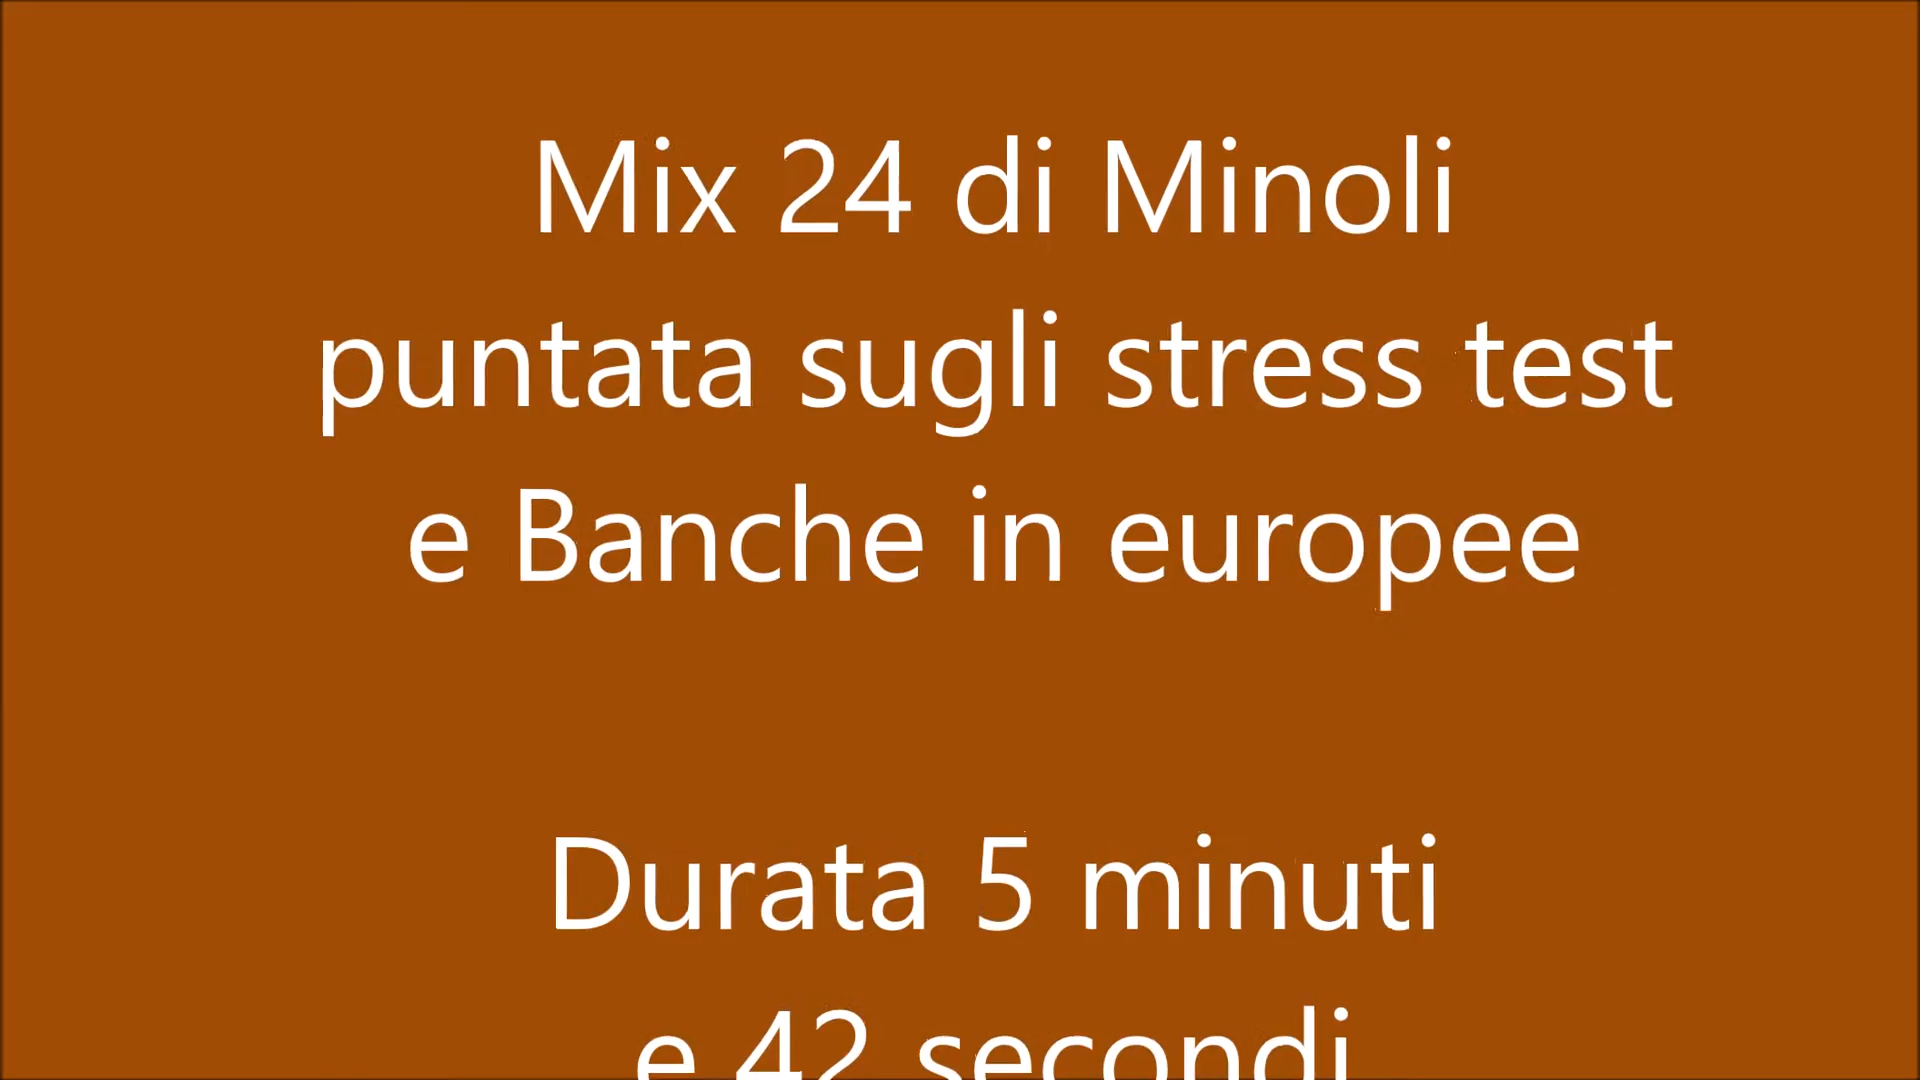 Mix 24 di Minoli
puntata sugli stress test
e Banche in europee
Durata 5 minuti
e 42 secondi